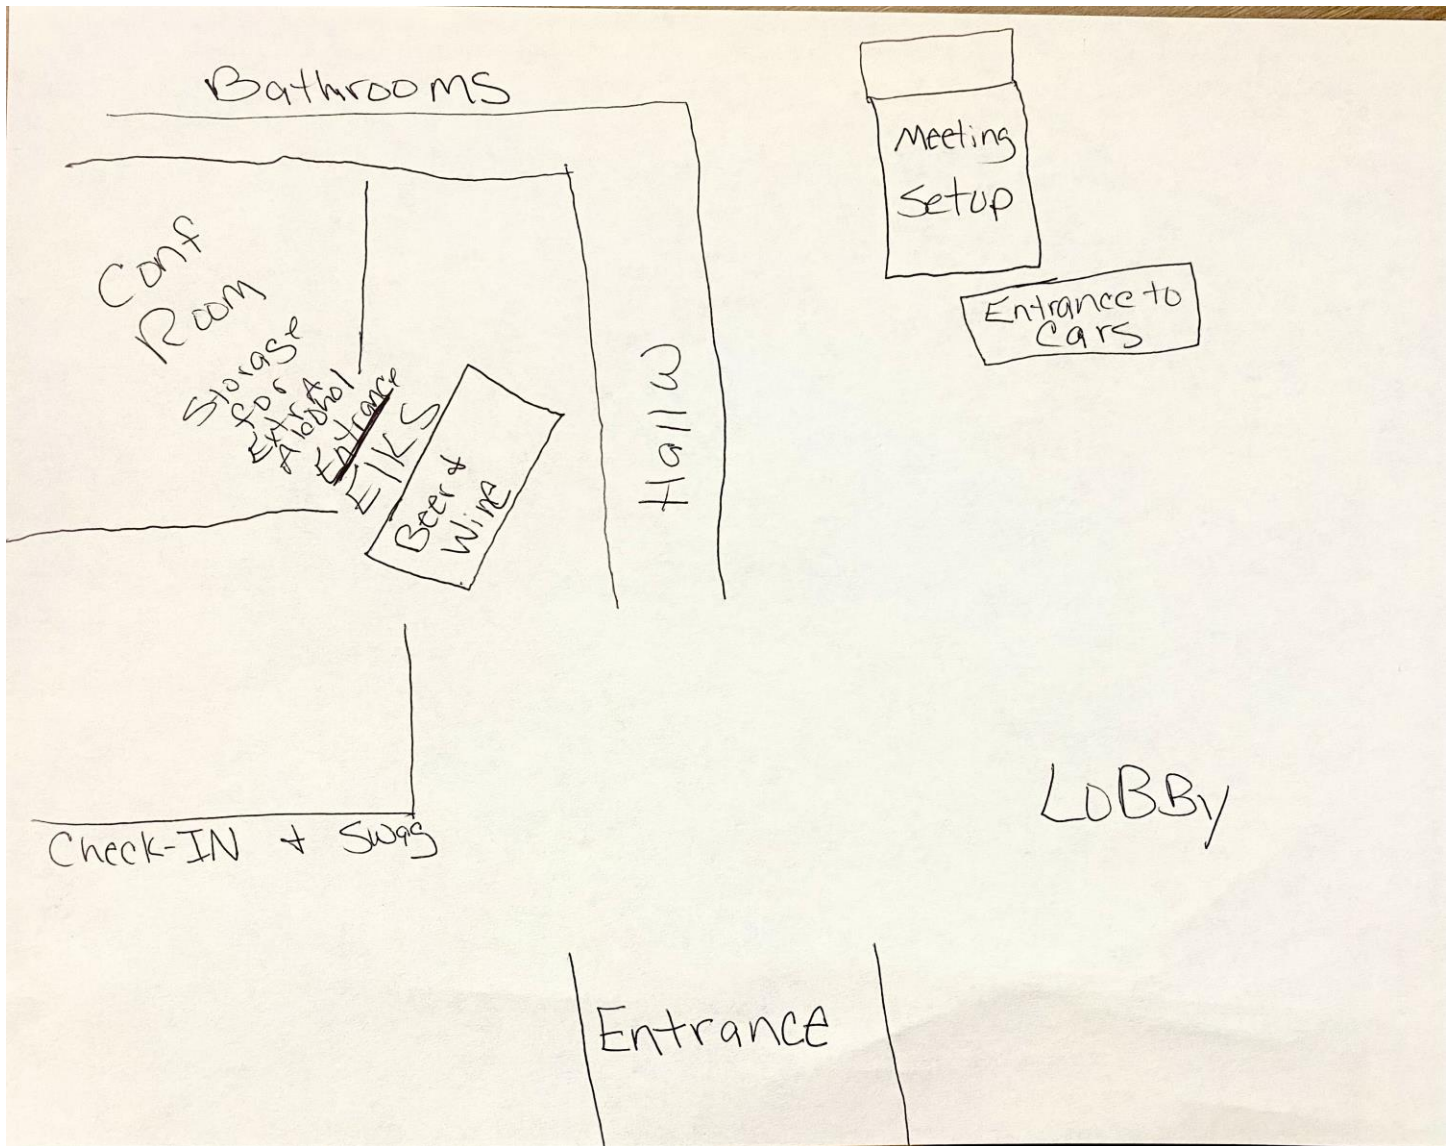 Bathrooms
Meeting
Setup
Entrance to
Cars
Conf
Room
Storage
for
Extra
Alcohol
Entrance
Elks
Beer &
Wine
Hallw
LOBBy
Check-IN & Swag
Entrance